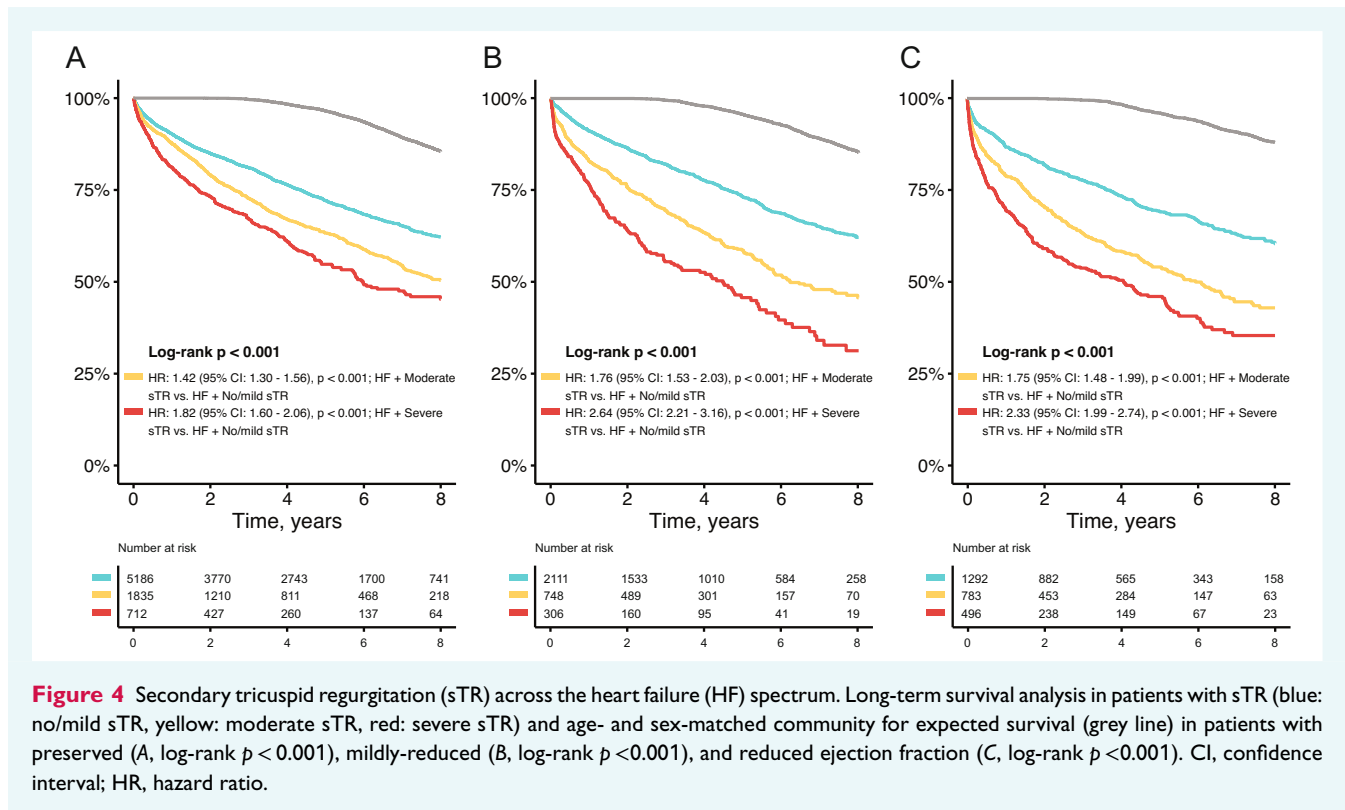 A
100%
75%
50%
25%
0%
Log-rank p < 0.001
HR: 1.42 (95% CI: 1.30 - 1.56), p < 0.001; HF + Moderate
sTR vs. HF + No/mild sTR
HR: 1.82 (95% CI: 1.60 - 2.06), p < 0.001; HF + Severe
sTR vs. HF + No/mild sTR
0 2 4 6 8
Time, years
Number at risk
5186 3770 2743 1700 741
1835 1210 811 468 218
712 427 260 137 64
0 2 4 6 8
B
100%
75%
50%
25%
0%
Log-rank p < 0.001
HR: 1.76 (95% CI: 1.53 - 2.03), p < 0.001; HF + Moderate
sTR vs. HF + No/mild sTR
HR: 2.64 (95% CI: 2.21 - 3.16), p < 0.001; HF + Severe
sTR vs. HF + No/mild sTR
0 2 4 6 8
Time, years
Number at risk
2111 1533 1010 584 258
748 489 301 157 70
306 160 95 41 19
0 2 4 6 8
C
100%
75%
50%
25%
0%
Log-rank p < 0.001
HR: 1.75 (95% CI: 1.48 - 1.99), p < 0.001; HF + Moderate
sTR vs. HF + No/mild sTR
HR: 2.33 (95% CI: 1.99 - 2.74), p < 0.001; HF + Severe
sTR vs. HF + No/mild sTR
0 2 4 6 8
Time, years
Number at risk
1292 882 565 343 158
783 453 284 147 63
496 238 149 67 23
0 2 4 6 8
Figure 4 Secondary tricuspid regurgitation (sTR) across the heart failure (HF) spectrum. Long-term survival analysis in patients with sTR (blue:
no/mild sTR, yellow: moderate sTR, red: severe sTR) and age- and sex-matched community for expected survival (grey line) in patients with
preserved (A, log-rank p < 0.001), mildly-reduced (B, log-rank p <0.001), and reduced ejection fraction (C, log-rank p <0.001). CI, confidence
interval; HR, hazard ratio.